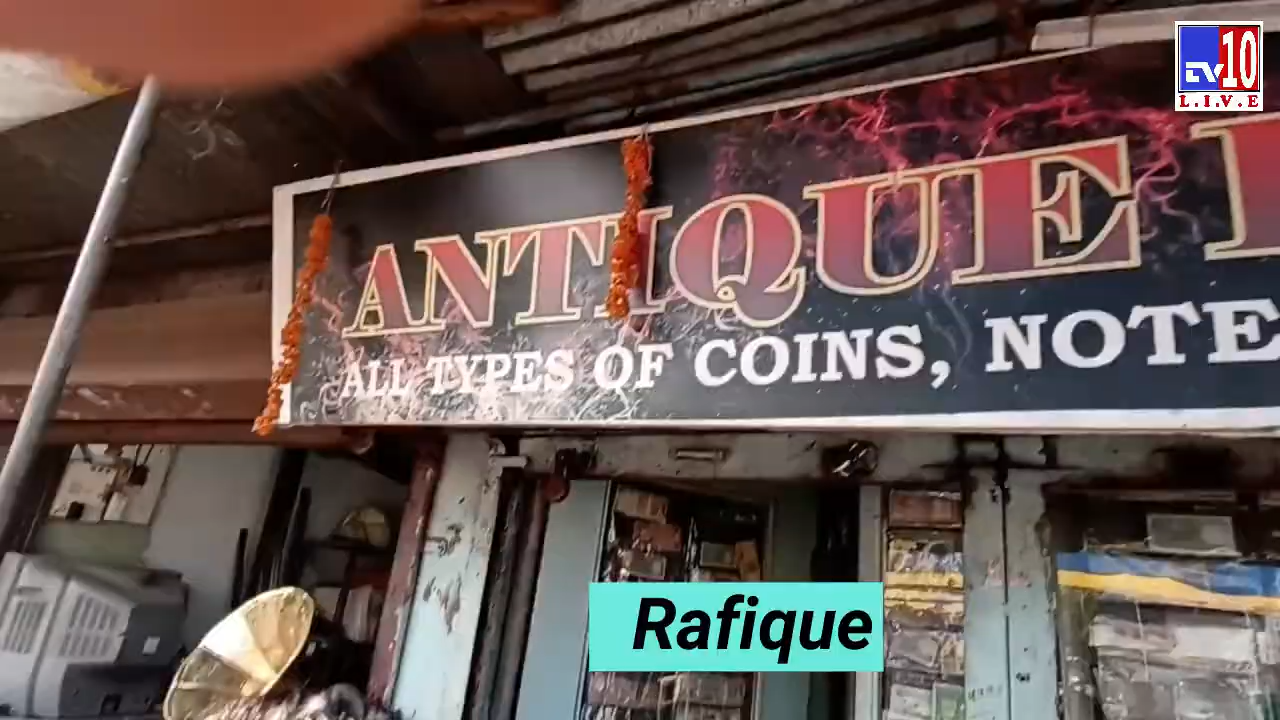 TV10
L.I.V.E
ANTIQUE
ALL TYPES OF COINS, NOTE
Rafique